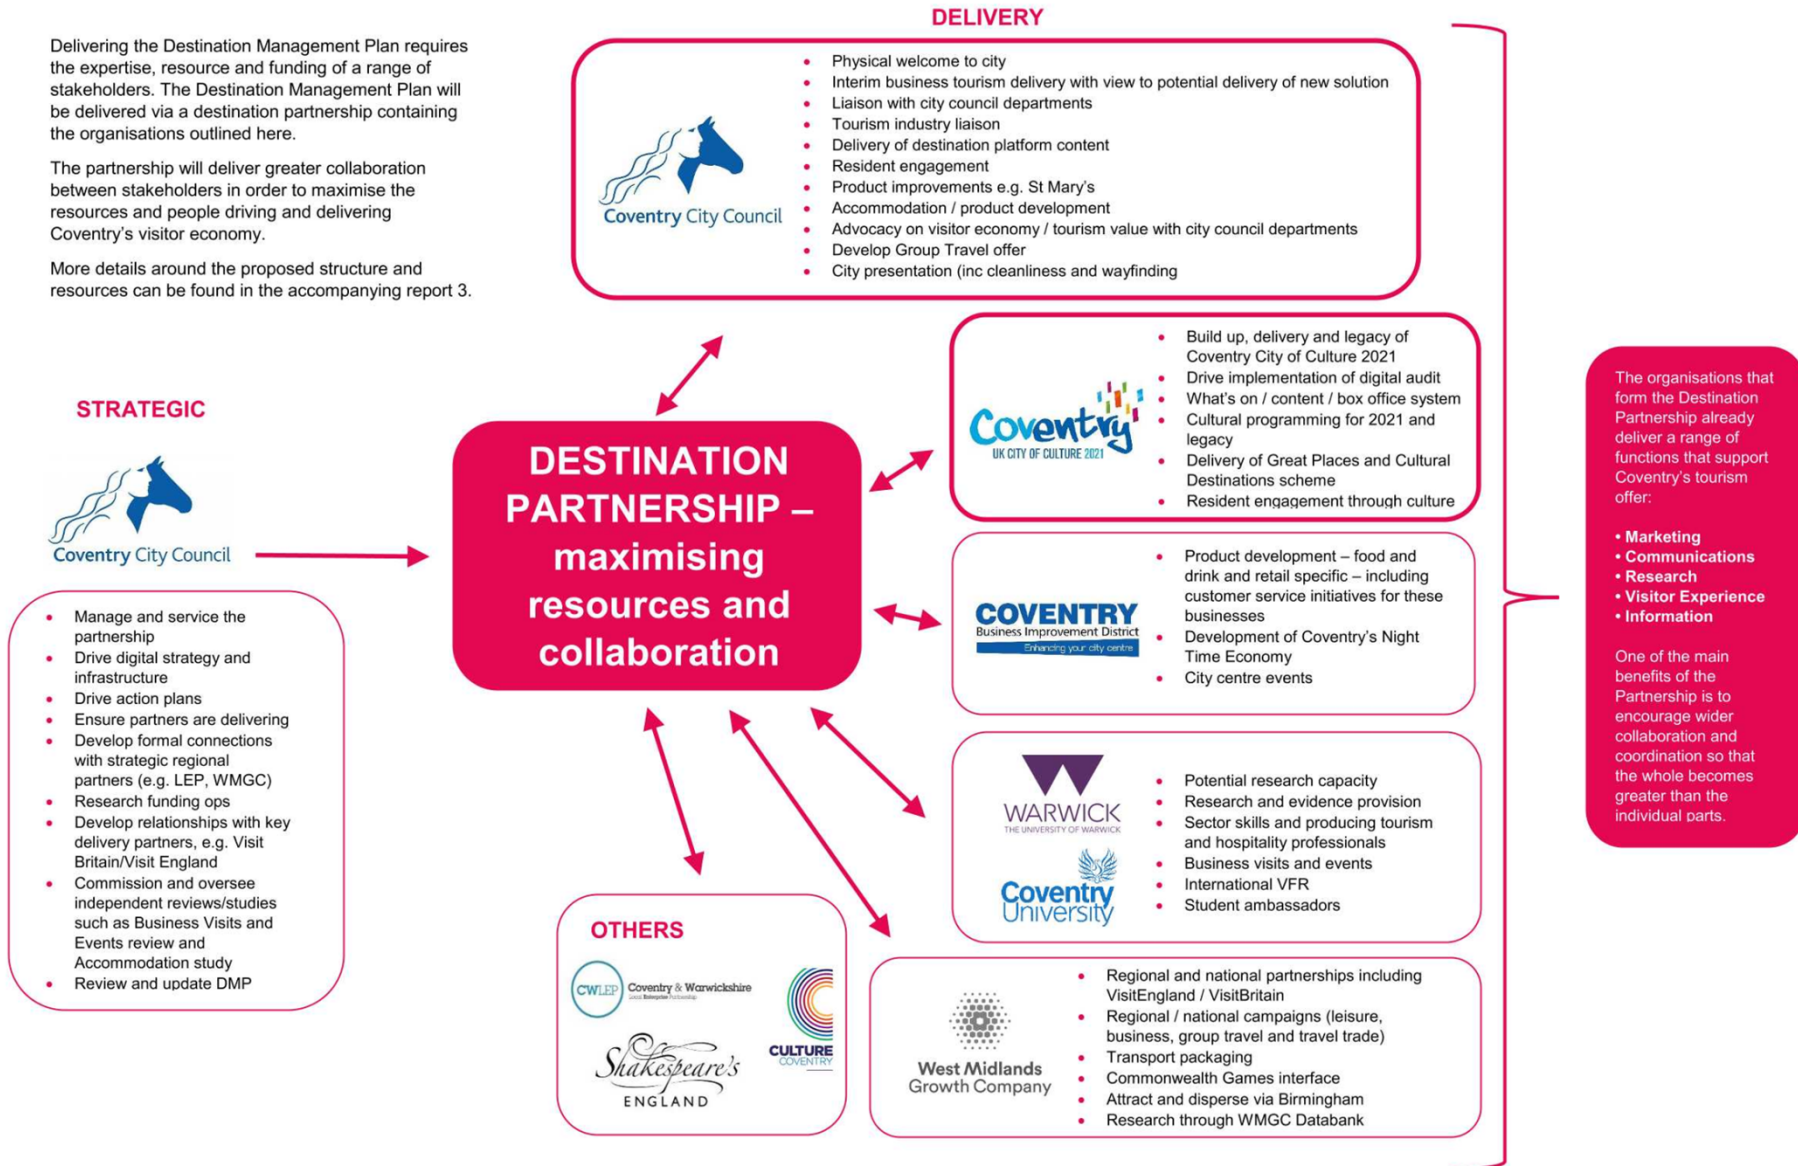 Delivering the Destination Management Plan requires
the expertise, resource and funding of a range of
stakeholders. The Destination Management Plan will
be delivered via a destination partnership containing
the organisations outlined here.
The partnership will deliver greater collaboration
between stakeholders in order to maximise the
resources and people driving and delivering
Coventry's visitor economy.
More details around the proposed structure and
resources can be found in the accompanying report 3.
STRATEGIC
Coventry City Council
• Manage and service the
partnership
• Drive digital strategy and
infrastructure
• Drive action plans
• Ensure partners are delivering
• Develop formal connections
with strategic regional
partners (e.g. LEP, WMGC)
• Research funding ops
• Develop relationships with key
delivery partners, e.g. Visit
Britain/Visit England
• Commission and oversee
independent reviews/studies
such as Business Visits and
Events review and
Accommodation study
• Review and update DMP
DESTINATION
PARTNERSHIP –
maximising
resources and
collaboration
DELIVERY
Coventry City Council
• Physical welcome to city
• Interim business tourism delivery with view to potential delivery of new solution
• Liaison with city council departments
• Tourism industry liaison
• Delivery of destination platform content
• Resident engagement
• Product improvements e.g. St Mary's
• Accommodation / product development
• Advocacy on visitor economy / tourism value with city council departments
• Develop Group Travel offer
• City presentation (inc cleanliness and wayfinding
Coventry
UK CITY OF CULTURE 2021
• Build up, delivery and legacy of
Coventry City of Culture 2021
• Drive implementation of digital audit
• What's on / content / box office system
• Cultural programming for 2021 and
legacy
• Delivery of Great Places and Cultural
Destinations scheme
• Resident engagement through culture
COVENTRY
Business Improvement District
Enhancing your city centre
• Product development – food and
drink and retail specific – including
customer service initiatives for these
businesses
• Development of Coventry's Night
Time Economy
• City centre events
WARWICK
THE UNIVERSITY OF WARWICK
Coventry
University
• Potential research capacity
• Research and evidence provision
• Sector skills and producing tourism
and hospitality professionals
• Business visits and events
• International VFR
• Student ambassadors
West Midlands
Growth Company
• Regional and national partnerships including
VisitEngland / VisitBritain
• Regional / national campaigns (leisure,
business, group travel and travel trade)
• Transport packaging
• Commonwealth Games interface
• Attract and disperse via Birmingham
• Research through WMGC Databank
OTHERS
CWLEP
Coventry & Warwickshire
Local Enterprise Partnership
Shakespeare's
ENGLAND
CULTURE
COVENTRY
The organisations that
form the Destination
Partnership already
deliver a range of
functions that support
Coventry's tourism
offer:
• Marketing
• Communications
• Research
• Visitor Experience
• Information
One of the main
benefits of the
Partnership is to
encourage wider
collaboration and
coordination so that
the whole becomes
greater than the
individual parts.